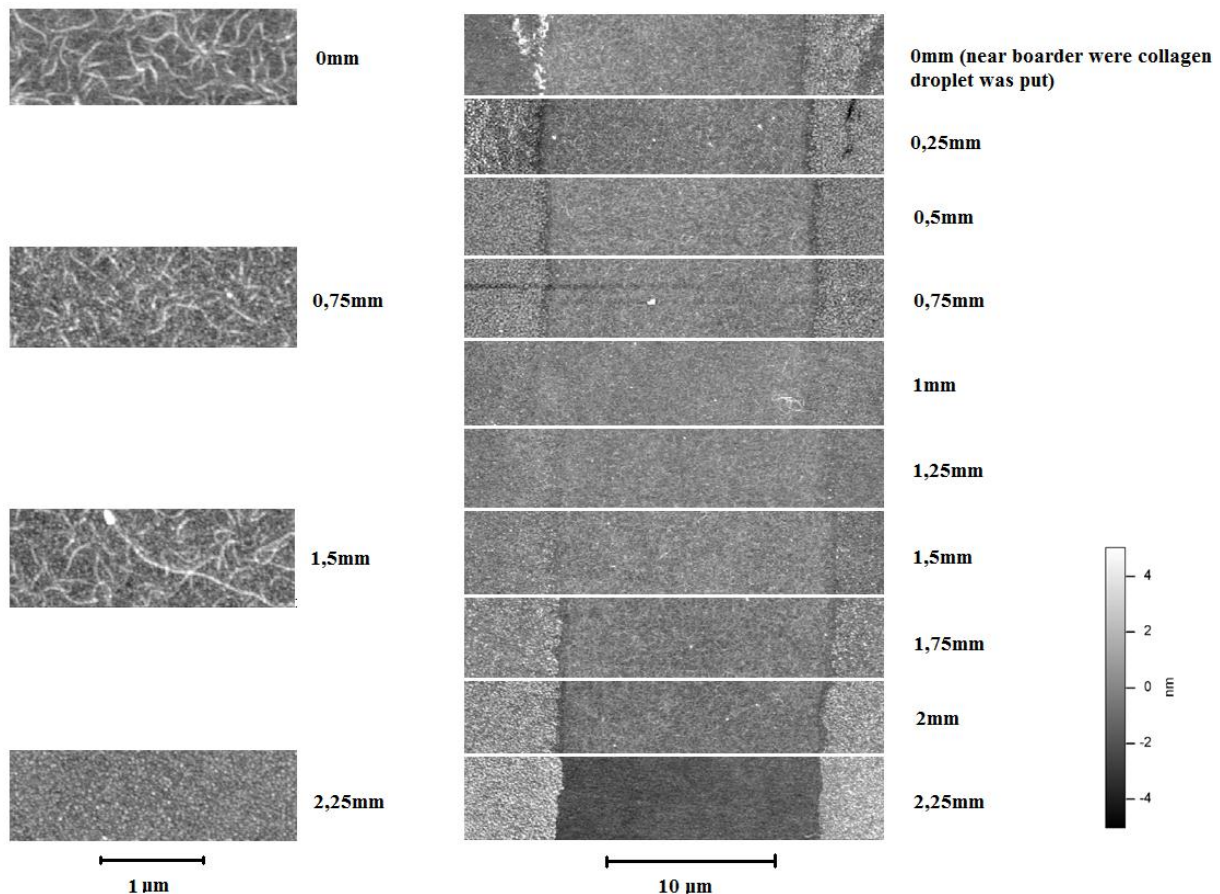 0mm
0,75mm
1,5mm
2,25mm
1 µm
0mm (near boarder were collagen
droplet was put)
0,25mm
0,5mm
0,75mm
1mm
1,25mm
1,5mm
1,75mm
2mm
2,25mm
10 µm
4
2
0
-2
-4
nm